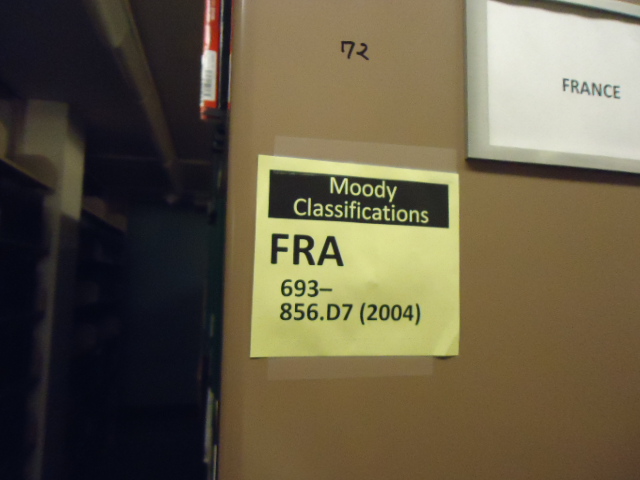 72
FRANCE
Moody
Classifications
FRA
693–
856.D7 (2004)